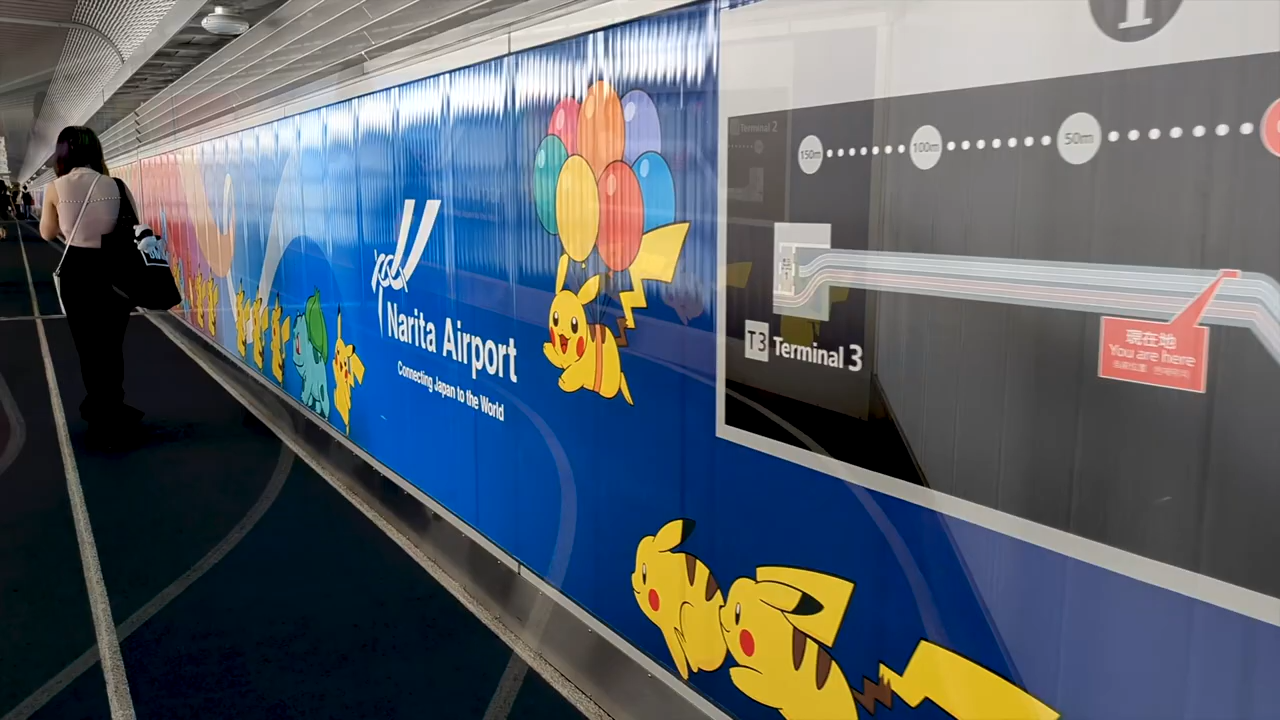 Narita Airport
Connecting Japan to the World
Terminal 2
150m
100m
50m
T3 Terminal 3
現在地
You are here